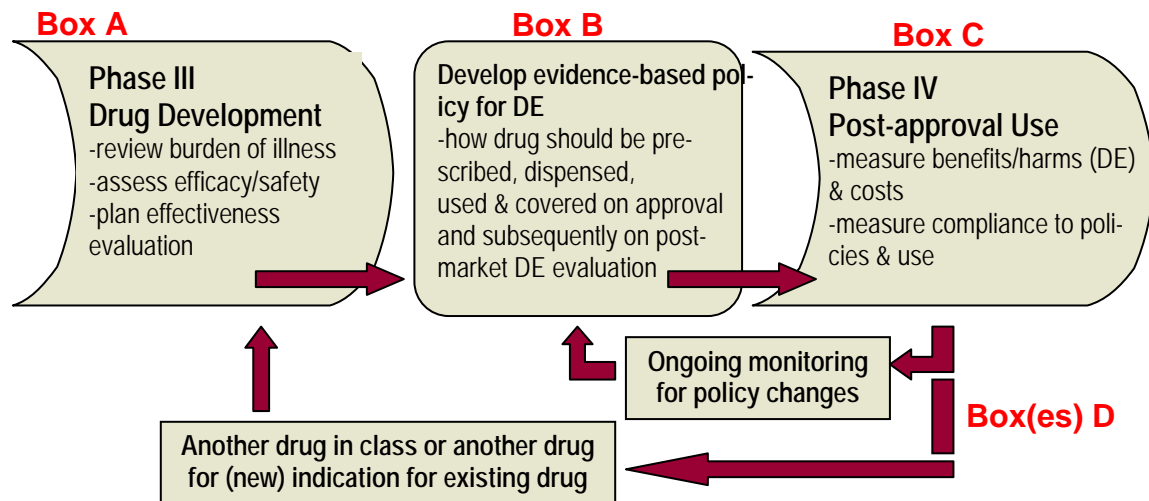 Box A
Phase III
Drug Development
-review burden of illness
-assess efficacy/safety
-plan effectiveness
evaluation
Box B
Develop evidence-based pol-
icy for DE
-how drug should be pre-
scribed, dispensed,
used & covered on approval
and subsequently on post-
market DE evaluation
Box C
Phase IV
Post-approval Use
-measure benefits/harms (DE)
& costs
-measure compliance to poli-
cies & use
Ongoing monitoring
for policy changes
Box(es) D
Another drug in class or another drug
for (new) indication for existing drug